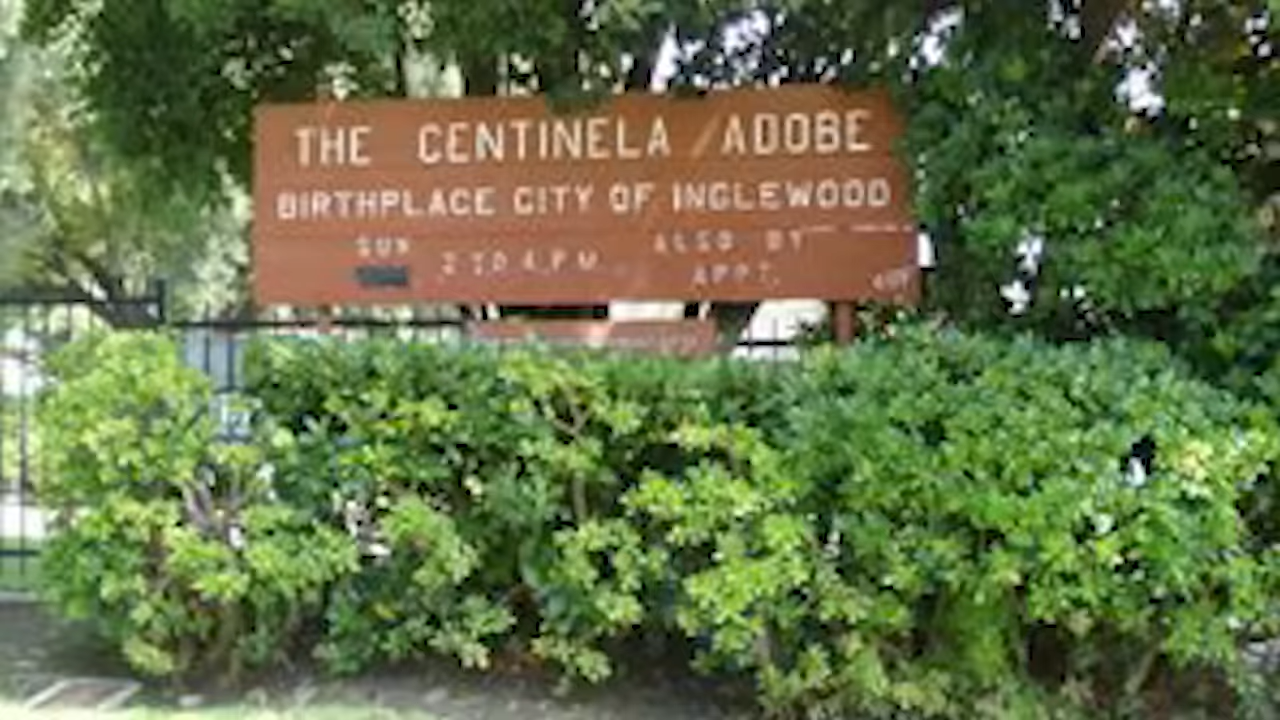 THE CENTINELA ADOBE
BIRTHPLACE CITY OF INGLEWOOD
SUN 2 TO 4 P M ALSO BY
APPT.